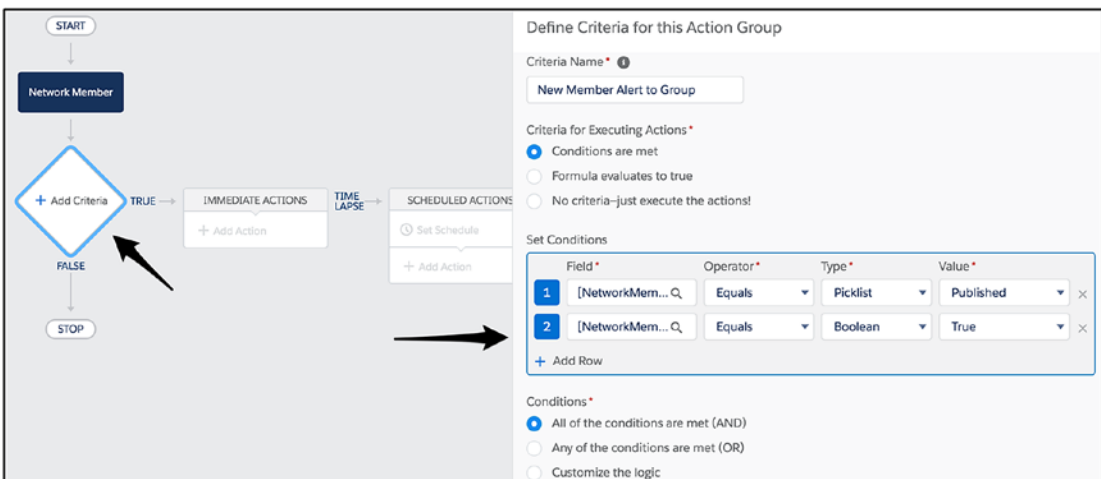 START
Network Member
+ Add Criteria
TRUE
IMMEDIATE ACTIONS
+ Add Action
TIME
LAPSE
SCHEDULED ACTIONS
Set Schedule
+ Add Action
FALSE
STOP
Define Criteria for this Action Group
Criteria Name*
New Member Alert to Group
Criteria for Executing Actions*
Conditions are met
Formula evaluates to true
No criteria—just execute the actions!
Set Conditions
Field* Operator* Type* Value*
1 [NetworkMem... Equals Picklist Published ×
2 [NetworkMem... Equals Boolean True ×
+ Add Row
Conditions*
All of the conditions are met (AND)
Any of the conditions are met (OR)
Customize the logic